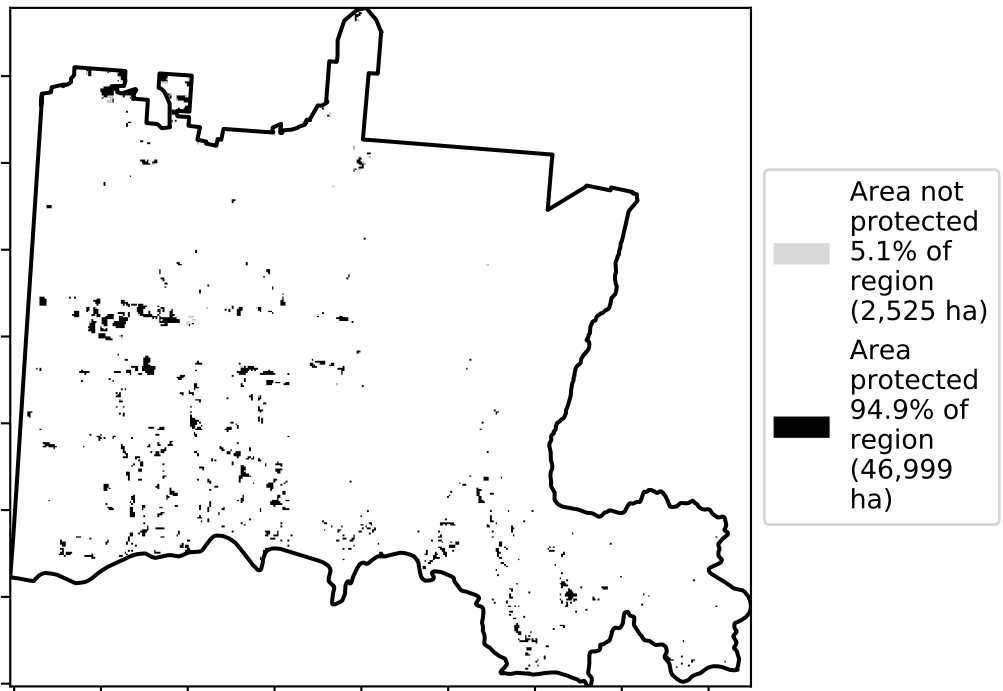 Area not
protected
5.1% of
region
(2,525 ha)
Area
protected
94.9% of
region
(46,999
ha)